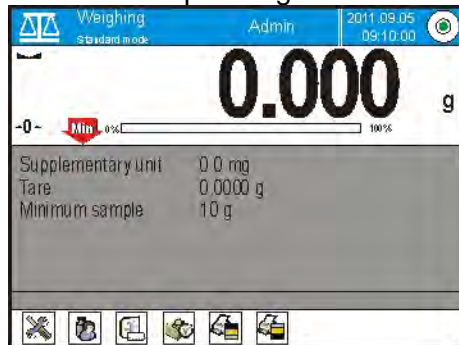 Weighing Admin 2011.09.05
Standard mode 09:10:00
0.000 g
-0- Min 0% 100%
Supplementary unit 0.0 mg
Tare 0.0000 g
Minimum sample 10 g